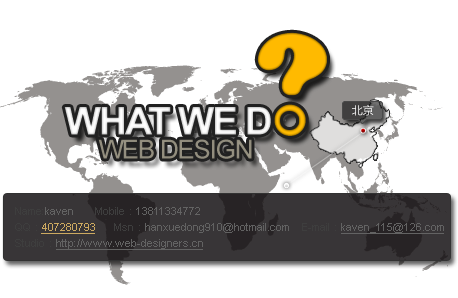 WHAT WE DO?
WEB DESIGN
北京
Name kaven Mobile : 13811334772
QQ : 407280793 Msn : hanxuedong910@hotmail.com E-mail : kaven_115@126.com
Studio : http://www.web-designers.cn